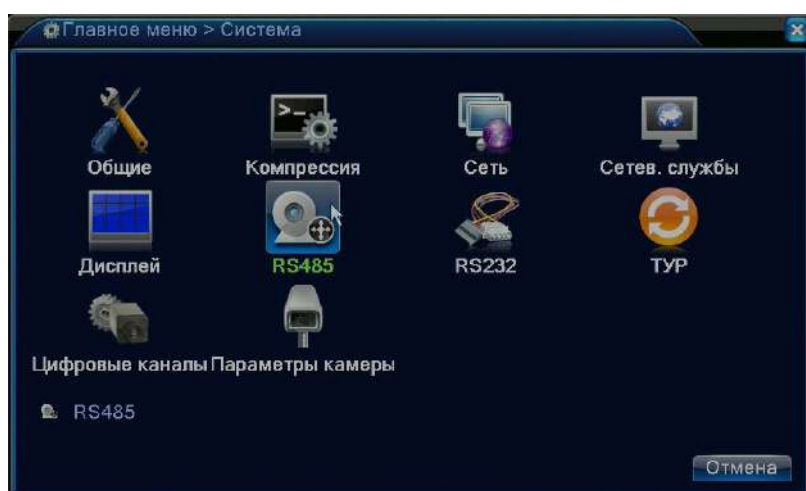 Главное меню > Система
Общие Компрессия Сеть Сетев. службы
Дисплей RS485 RS232 ТУР
Цифровые каналы Параметры камеры
RS485
Отмена